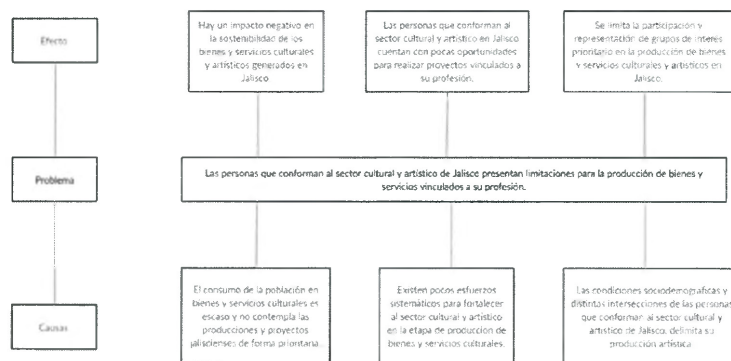 Efecto
Hay un impacto negativo en
la sostenibilidad de los
bienes y servicios culturales
y artísticos generados en
Jalisco
Las personas que conforman al
sector cultural y artístico en Jalisco
cuentan con pocas oportunidades
para realizar proyectos vinculados a
su profesión.
Se limita la participación y
representación de grupos de interés
prioritario en la producción de bienes
y servicios culturales y artísticos en
Jalisco.
Problema
Las personas que conforman al sector cultural y artístico de Jalisco presentan limitaciones para la producción de bienes y
servicios vinculados a su profesión.
Causas
El consumo de la población en
bienes y servicios culturales es
escaso y no contempla las
producciones y proyectos
jaliscienses de forma prioritaria.
Existen pocos esfuerzos
sistemáticos para fortalecer
al sector cultural y artístico
en la etapa de producción de
bienes y servicios culturales.
Las condiciones sociodemográficas y
distintas intersecciones de las personas
que conforman al sector cultural y
artístico de Jalisco, delimita su
producción artística